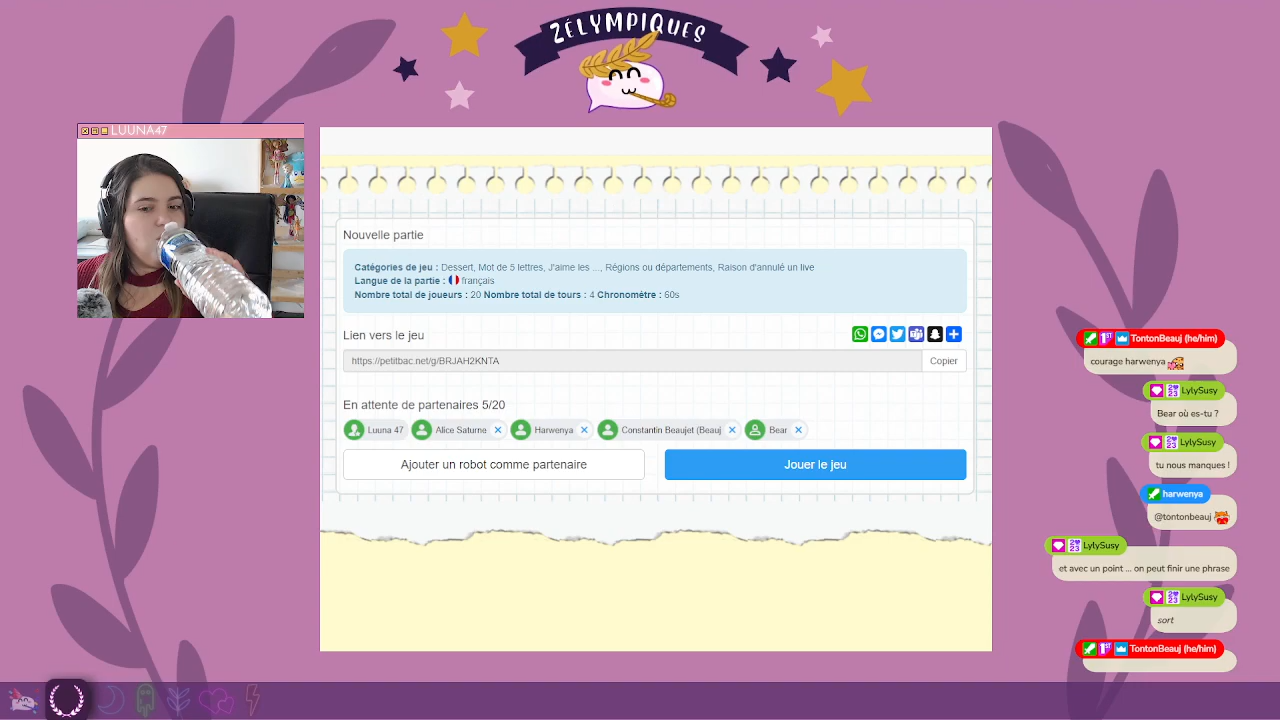 ZÉLYMPIQUES
LUUNA47
Nouvelle partie
Catégories de jeu : Dessert, Mot de 5 lettres, J'aime les ..., Régions ou départements, Raison d'annulé un live
Langue de la partie : français
Nombre total de joueurs : 20 Nombre total de tours : 4 Chronomètre : 60s
Lien vers le jeu
https://petitbac.net/g/BRJAH2KNTA
Copier
En attente de partenaires 5/20
Luuna 47
Alice Saturne
Harwenya
Constantin Beaujet (Beauj
Bear
Ajouter un robot comme partenaire
Jouer le jeu
1ST TontonBeauj (he/him)
courage harwenya
LylySusy
Bear où es-tu ?
LylySusy
tu nous manques !
harwenya
@tontonbeauj
LylySusy
et avec un point ... on peut finir une phrase
LylySusy
sort
1ST TontonBeauj (he/him)